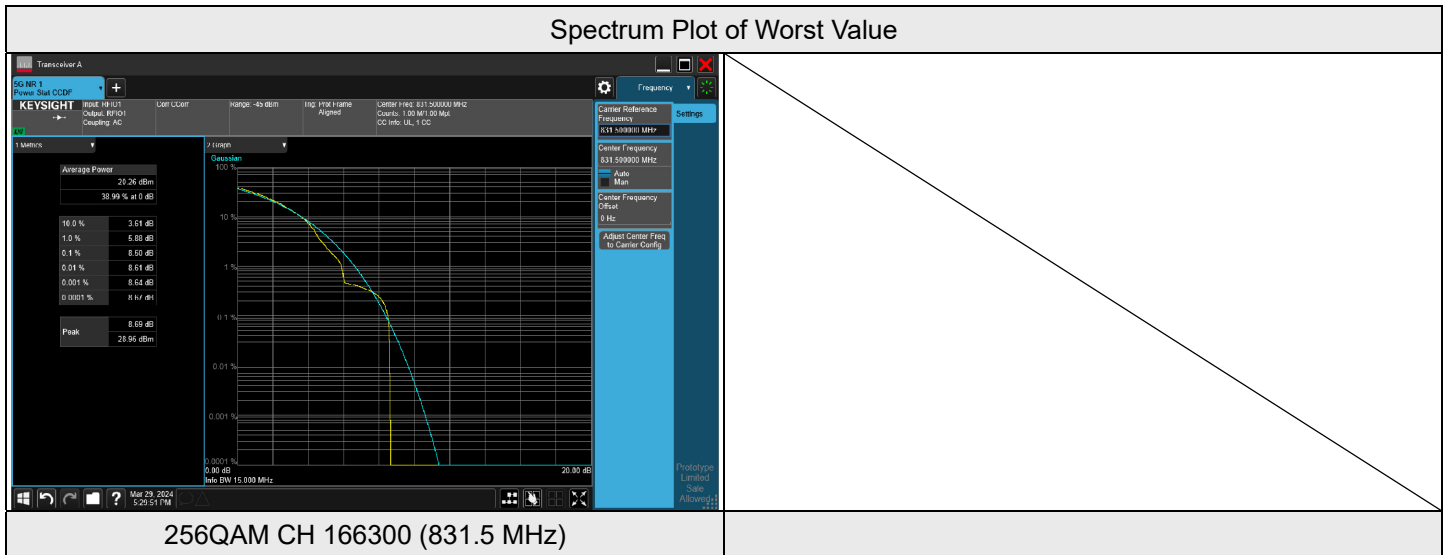 Spectrum Plot of Worst Value
Transceiver A
5G NR 1
Power Stat CCDF
+
Frequency
KEYSIGHT
Input: RFIO1
Output: RFIO1
Coupling: AC
Corr CCorr
Range: -45 dBm
Trig: Prot Frame
Aligned
Center Freq: 831.500000 MHz
Counts: 1.00 M/1.00 Mpt
CC Info: UL, 1 CC
Carrier Reference
Frequency
831.500000 MHz
Settings
Center Frequency
831.500000 MHz
Auto
Man
Center Frequency
Offset
0 Hz
Adjust Center Freq
to Carrier Config
1 Metrics
Average Power
20.26 dBm
38.99 % at 0 dB
10.0 % 3.61 dB
1.0 % 5.88 dB
0.1 % 8.50 dB
0.01 % 8.61 dB
0.001 % 8.64 dB
0.0001 % 8.67 dB
Peak
8.69 dB
28.96 dBm
2 Graph
Gaussian
100 %
10 %
1 %
0.1 %
0.01 %
0.001 %
0.0001 %
0.00 dB
20.00 dB
Info BW 15.000 MHz
Prototype
Limited
Sale
Allowed
?
Mar 29, 2024
5:29:51 PM
256QAM CH 166300 (831.5 MHz)